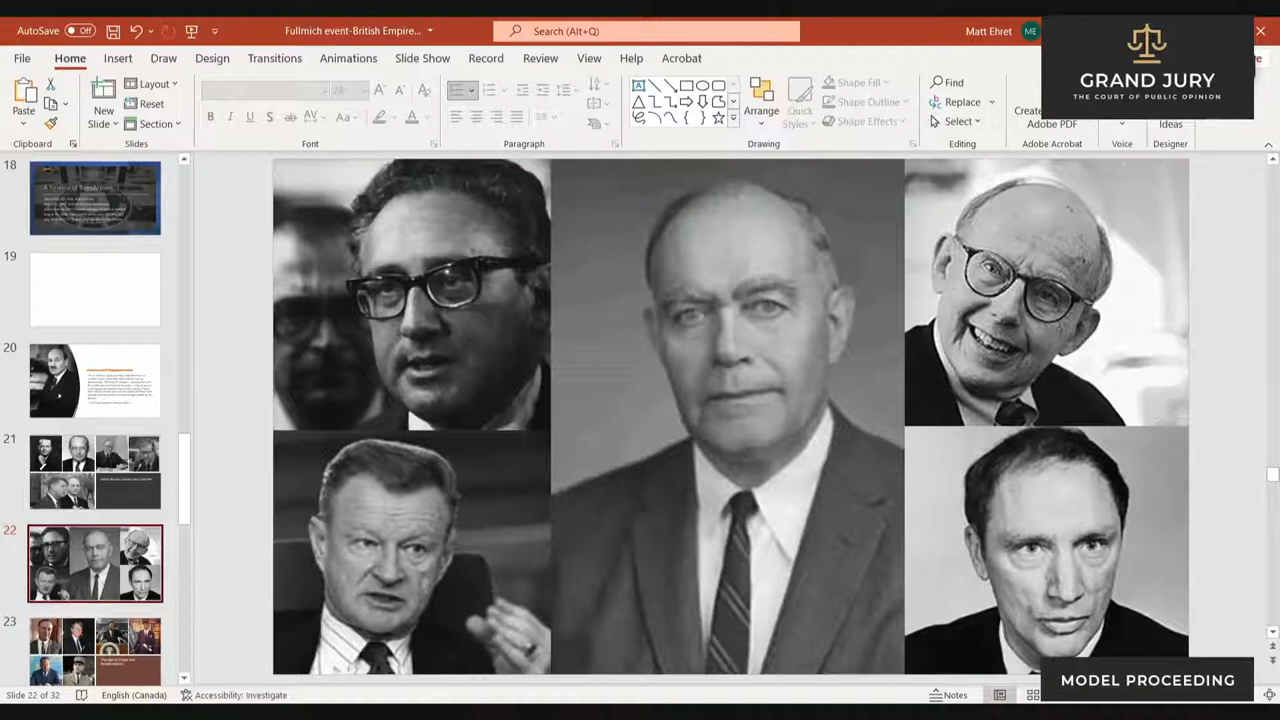 AutoSave Off
Fullmich event-British Empire...
Search (Alt+Q)
Matt Ehret
ME
GRAND JURY
THE COURT OF PUBLIC OPINION
File Home Insert Draw Design Transitions Animations Slide Show Record Review View Help Acrobat
Paste
New Slide
Layout
Reset
Section
Arrange
Quick Styles
Shape Fill
Shape Outline
Shape Effects
Find
Replace
Select
Create
Adobe PDF
Ideas
Clipboard Slides Font Paragraph Drawing Editing Adobe Acrobat Voice Designer
18
19
20
21
22
23
Slide 22 of 32
English (Canada)
Accessibility: Investigate
Notes
MODEL PROCEEDING